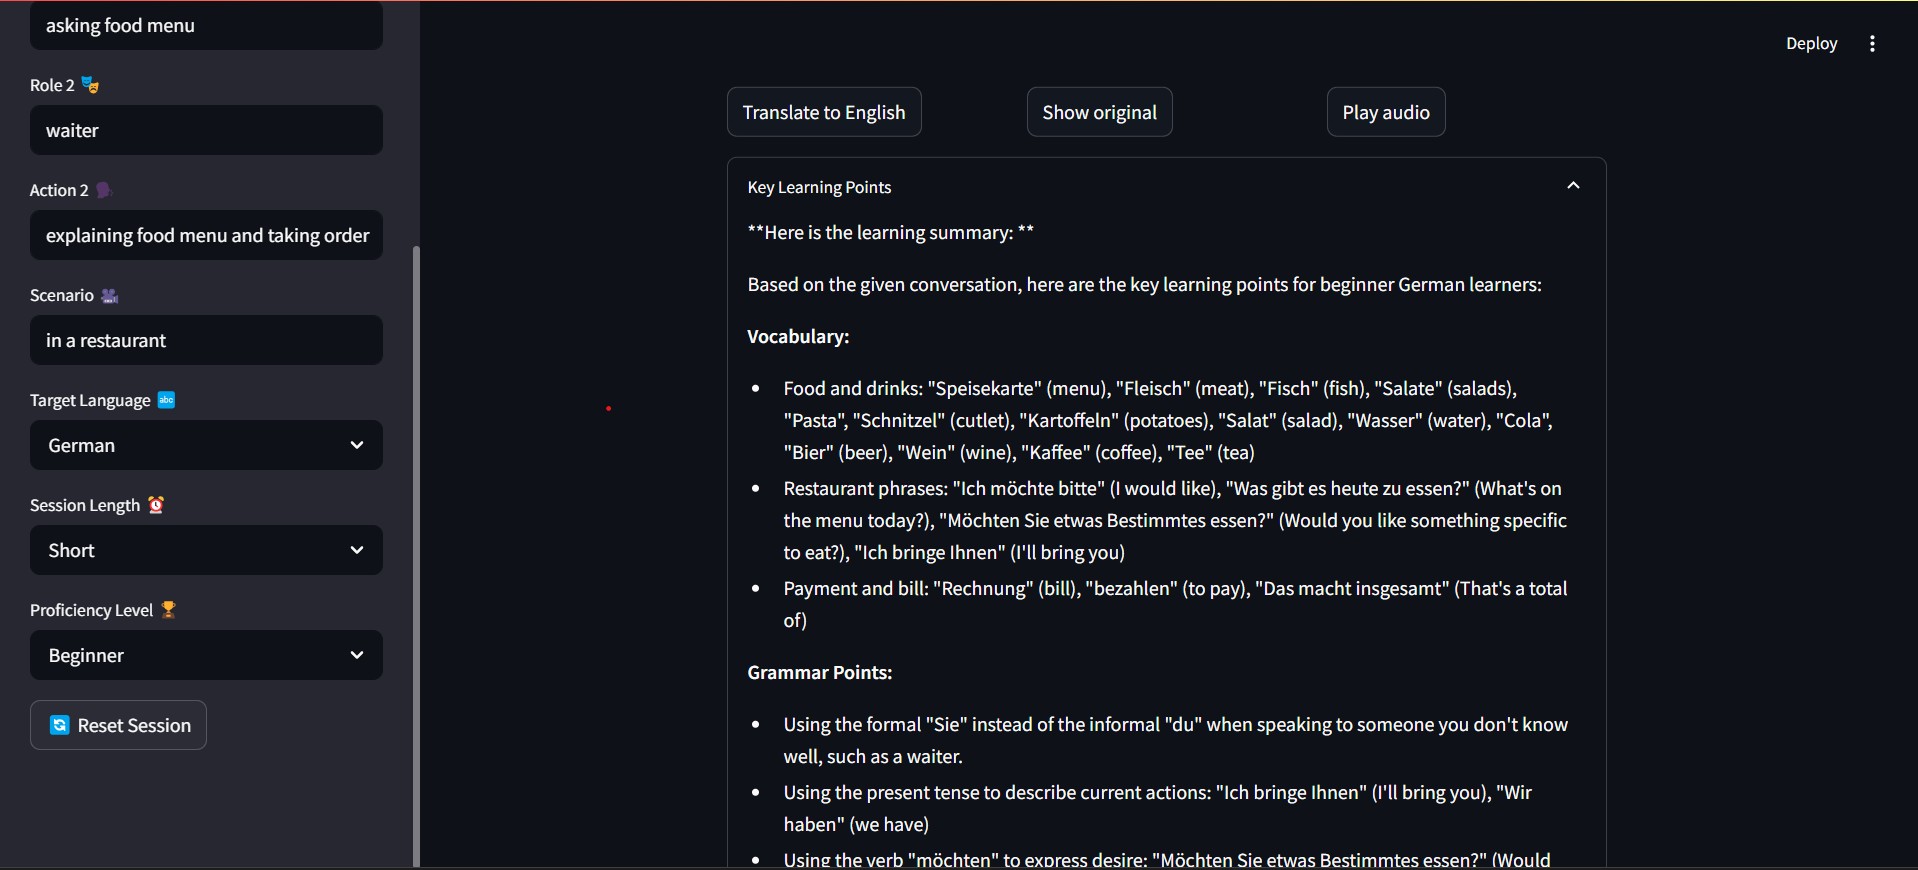 asking food menu
Role 2
waiter
Action 2
explaining food menu and taking order
Scenario
in a restaurant
Target Language abc
German
Session Length
Short
Proficiency Level
Beginner
Reset Session
Deploy
Translate to English
Show original
Play audio
Key Learning Points
**Here is the learning summary: **
Based on the given conversation, here are the key learning points for beginner German learners:
Vocabulary:
• Food and drinks: "Speisekarte" (menu), "Fleisch" (meat), "Fisch" (fish), "Salate" (salads),
"Pasta", "Schnitzel" (cutlet), "Kartoffeln" (potatoes), "Salat" (salad), "Wasser" (water), "Cola",
"Bier" (beer), "Wein" (wine), "Kaffee" (coffee), "Tee" (tea)
• Restaurant phrases: "Ich möchte bitte" (I would like), "Was gibt es heute zu essen?" (What's on
the menu today?), "Möchten Sie etwas Bestimmtes essen?" (Would you like something specific
to eat?), "Ich bringe Ihnen" (I'll bring you)
• Payment and bill: "Rechnung" (bill), "bezahlen" (to pay), "Das macht insgesamt" (That's a total
of)
Grammar Points:
• Using the formal "Sie" instead of the informal "du" when speaking to someone you don't know
well, such as a waiter.
• Using the present tense to describe current actions: "Ich bringe Ihnen" (I'll bring you), "Wir
haben" (we have)
• Using the verb "möchten" to express desire: "Möchten Sie etwas Bestimmtes essen?" (Would